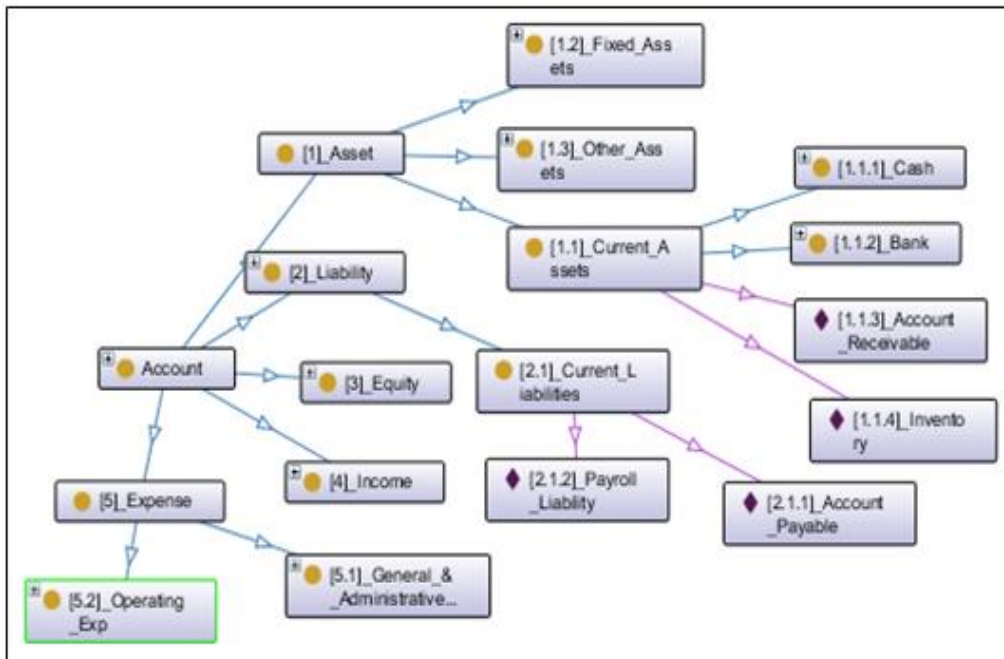 [1.2]_Fixed_Ass
ets
[1]_Asset
[1.3]_Other_Ass
ets
[1.1.1]_Cash
[1.1]_Current_A
ssets
[1.1.2]_Bank
[2]_Liability
[1.1.3]_Account
_Receivable
Account
[3]_Equity
[2.1]_Current_L
iabilities
[1.1.4]_Invento
ry
[4]_Income
[2.1.2]_Payroll
_Liability
[2.1.1]_Account
_Payable
[5]_Expense
[5.1]_General_&
_Administrative...
[5.2]_Operating
_Exp